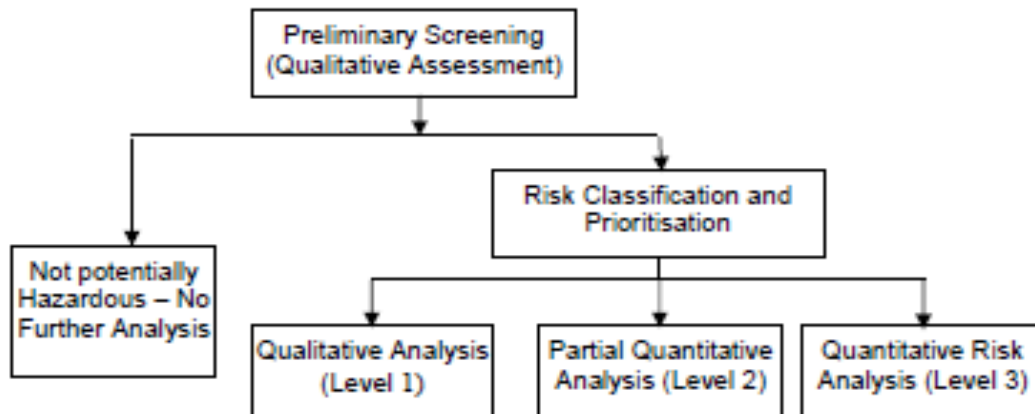 Preliminary Screening
(Qualitative Assessment)
Risk Classification and
Prioritisation
Not potentially
Hazardous – No
Further Analysis
Qualitative Analysis
(Level 1)
Partial Quantitative
Analysis (Level 2)
Quantitative Risk
Analysis (Level 3)